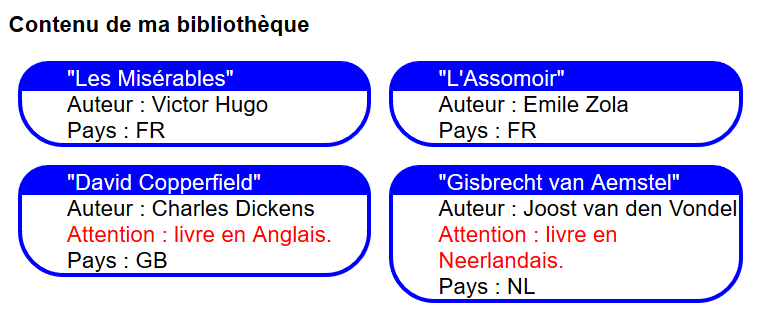 Contenu de ma bibliothèque
"Les Misérables"
Auteur : Victor Hugo
Pays : FR
"L'Assomoir"
Auteur : Emile Zola
Pays : FR
"David Copperfield"
Auteur : Charles Dickens
Attention : livre en Anglais.
Pays : GB
"Gisbrecht van Aemstel"
Auteur : Joost van den Vondel
Attention : livre en
Neerlandais.
Pays : NL